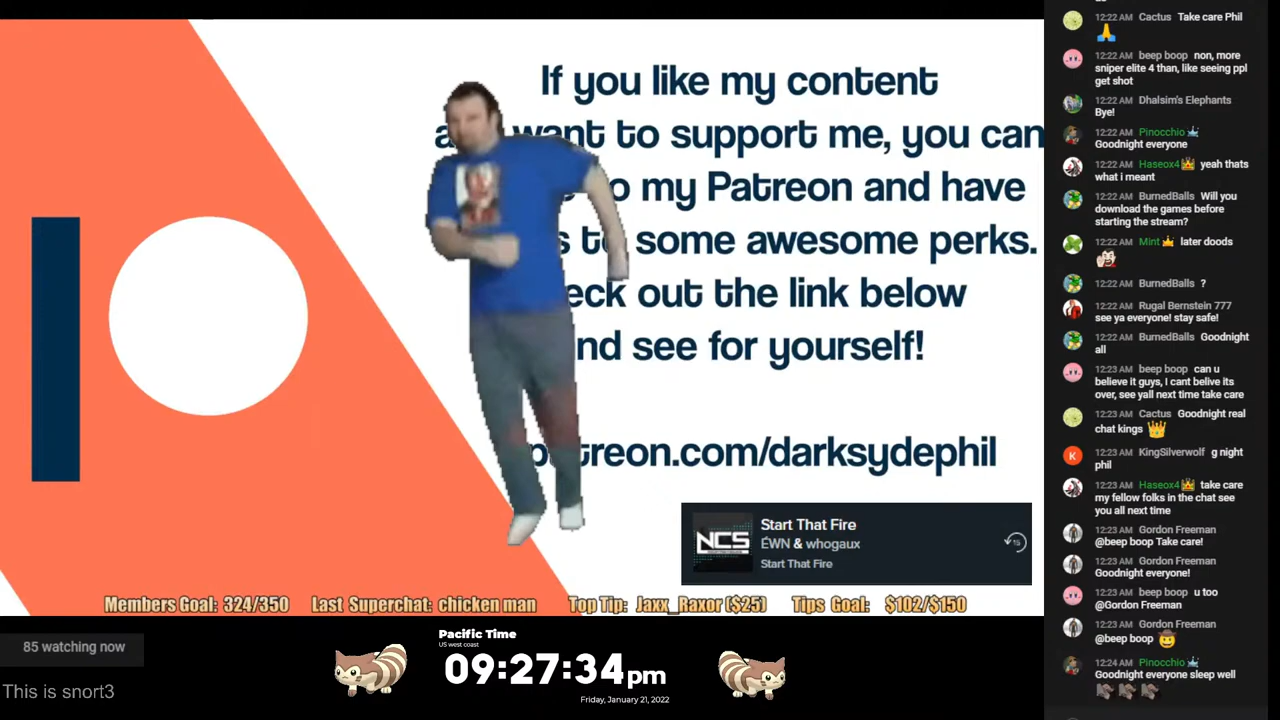 If you like my content
want to support me, you can
my Patreon and have
some awesome perks.
out the link below
see for yourself!
patreon.com/darksydephil
NCS
Start That Fire
ÉWN & whogaux
Start That Fire
15
Members Goal: 324/350 Last Superchat: chicken man Top Tip: Jaxx_Raxor ($25) Tips Goal: $102/$150
85 watching now
This is snort3
Pacific Time
US west coast
09:27:34pm
Friday, January 21, 2022
12:22 AM Cactus Take care Phil
12:22 AM beep boop non, more
sniper elite 4 than, like seeing ppl
get shot
12:22 AM Dhalsim's Elephants
Bye!
12:22 AM Pinocchio
Goodnight everyone
12:22 AM Haseox4 yeah thats
what i meant
12:22 AM BurnedBalls Will you
download the games before
starting the stream?
12:22 AM Mint later doods
12:22 AM BurnedBalls ?
12:22 AM Rugal Bernstein 777
see ya everyone! stay safe!
12:22 AM BurnedBalls Goodnight
all
12:23 AM beep boop can u
believe it guys, I cant belive its
over, see yall next time take care
12:23 AM Cactus Goodnight real
chat kings
K 12:23 AM KingSilverwolf g night
phil
12:23 AM Haseox4 take care
my fellow folks in the chat see
you all next time
12:23 AM Gordon Freeman
@beep boop Take care!
12:23 AM Gordon Freeman
Goodnight everyone!
12:23 AM beep boop u too
@Gordon Freeman
12:23 AM Gordon Freeman
@beep boop
12:24 AM Pinocchio
Goodnight everyone sleep well